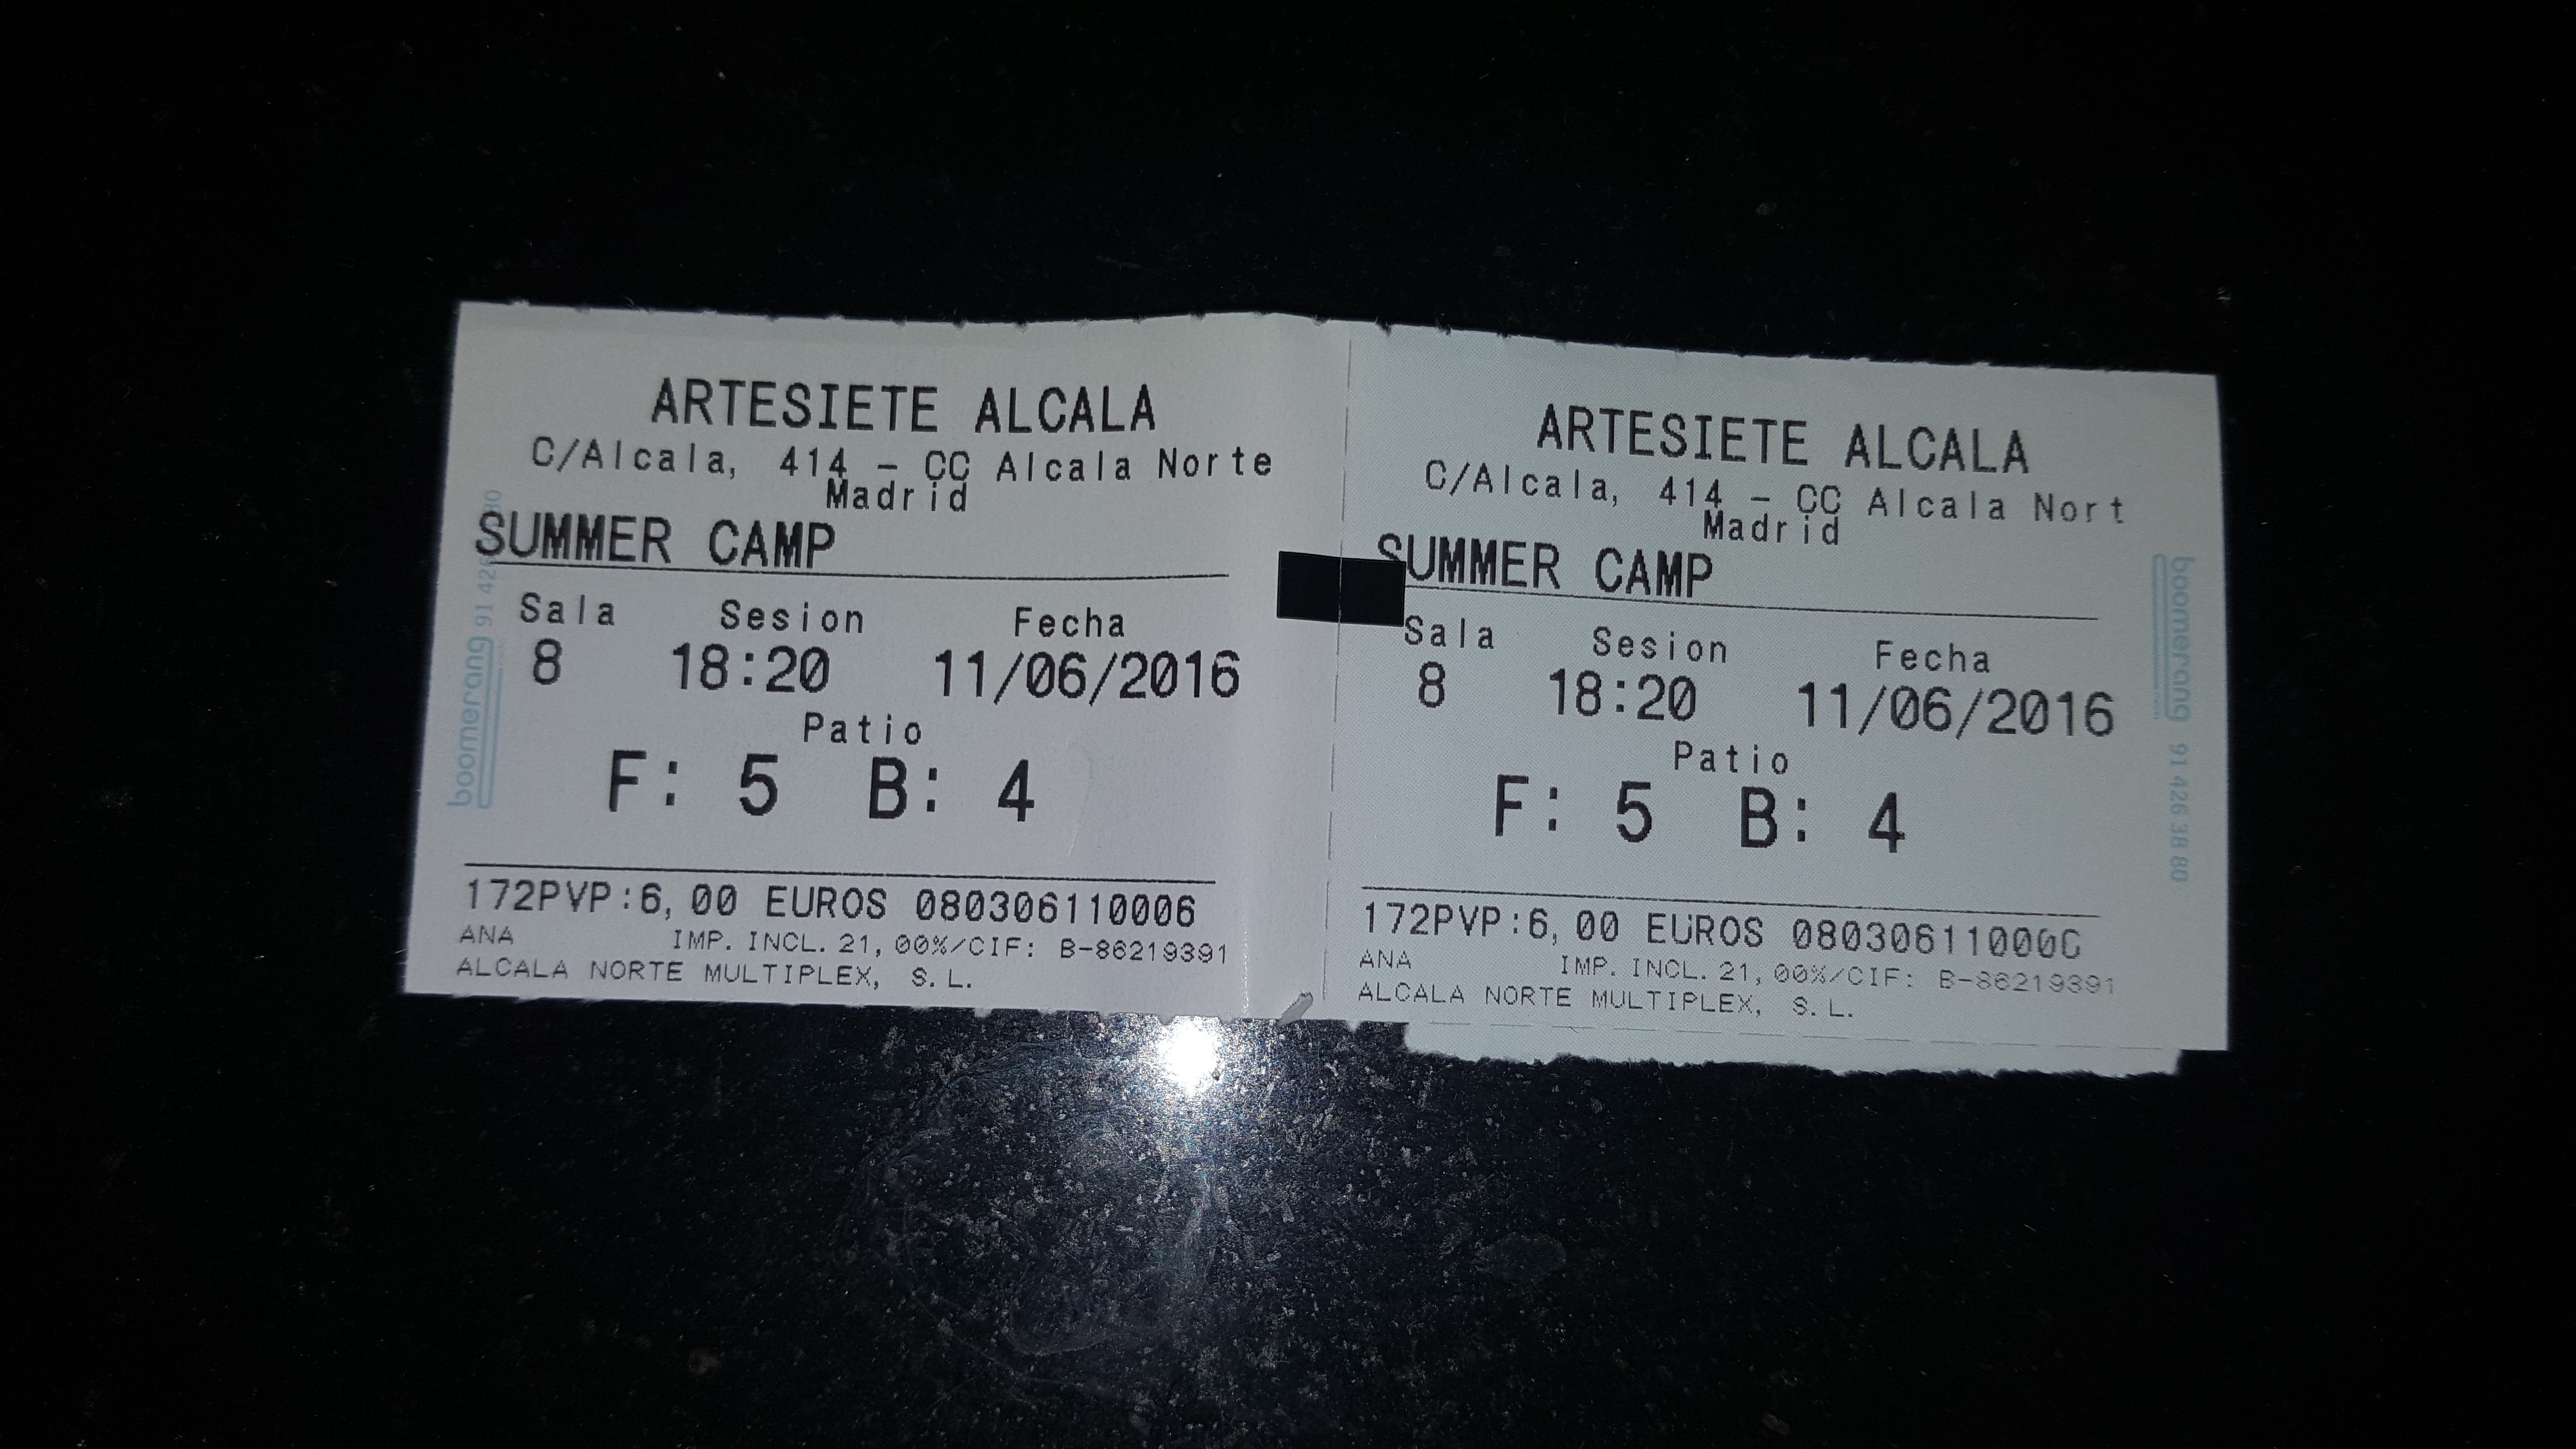 ARTESIETE ALCALA
C/Alcala, 414 - CC Alcala Norte
Madrid
SUMMER CAMP
Sala Sesion Fecha
8 18:20 11/06/2016
Patio
F: 5 B: 4
172PVP:6,00 EUROS 080306110006
ANA IMP. INCL. 21,00%/CIF: B-86219391
ALCALA NORTE MULTIPLEX, S.L.
boomerang 91 426
ARTESIETE ALCALA
C/Alcala, 414 - CC Alcala Nort
Madrid
SUMMER CAMP
Sala Sesion Fecha
8 18:20 11/06/2016
Patio
F: 5 B: 4
172PVP:6,00 EUROS
ANA IMP. INCL. 21,00%/CIF: B-86219391
ALCALA NORTE MULTIPLEX, S.L.
boomerang 91 426 38 80